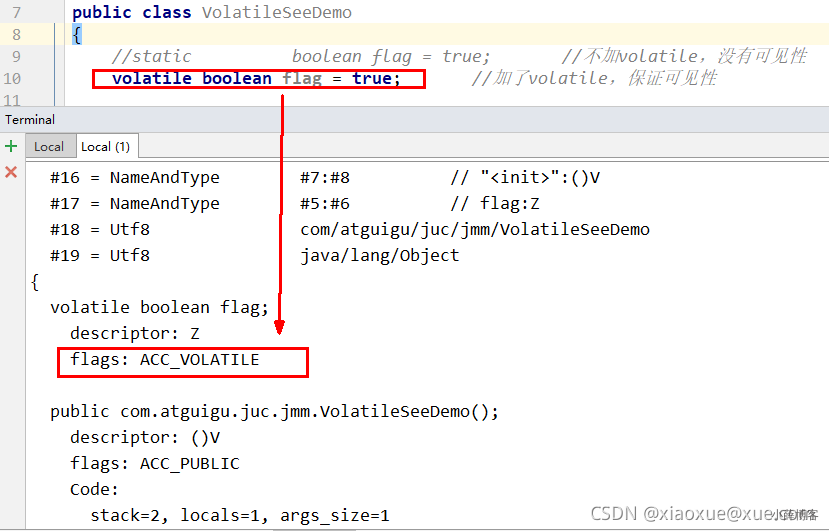 7 public class VolatileSeeDemo
8 {
9 //static boolean flag = true; //不加volatile，没有可见性
10 volatile boolean flag = true; //加了volatile，保证可见性
11
Terminal
Local Local (1)
#16 = NameAndType #7:#8 // "<init>":()V
#17 = NameAndType #5:#6 // flag:Z
#18 = Utf8 com/atguigu/juc/jmm/VolatileSeeDemo
#19 = Utf8 java/lang/Object
{
volatile boolean flag;
descriptor: Z
flags: ACC_VOLATILE
public com.atguigu.juc.jmm.VolatileSeeDemo();
descriptor: ()V
flags: ACC_PUBLIC
Code:
stack=2, locals=1, args_size=1
CSDN @xiaoxue@xue